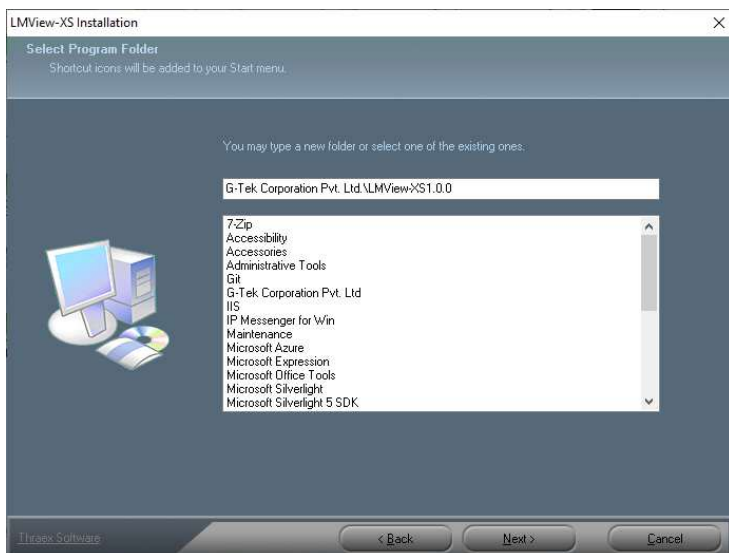 LMView-XS Installation
Select Program Folder
Shortcut icons will be added to your Start menu.
You may type a new folder or select one of the existing ones.
G-Tek Corporation Pvt. Ltd.\LMView-XS1.0.0
7-Zip
Accessibility
Accessories
Administrative Tools
Git
G-Tek Corporation Pvt. Ltd
IIS
IP Messenger for Win
Maintenance
Microsoft Azure
Microsoft Expression
Microsoft Office Tools
Microsoft Silverlight
Microsoft Silverlight 5 SDK
Thraex Software
< Back
Next >
Cancel